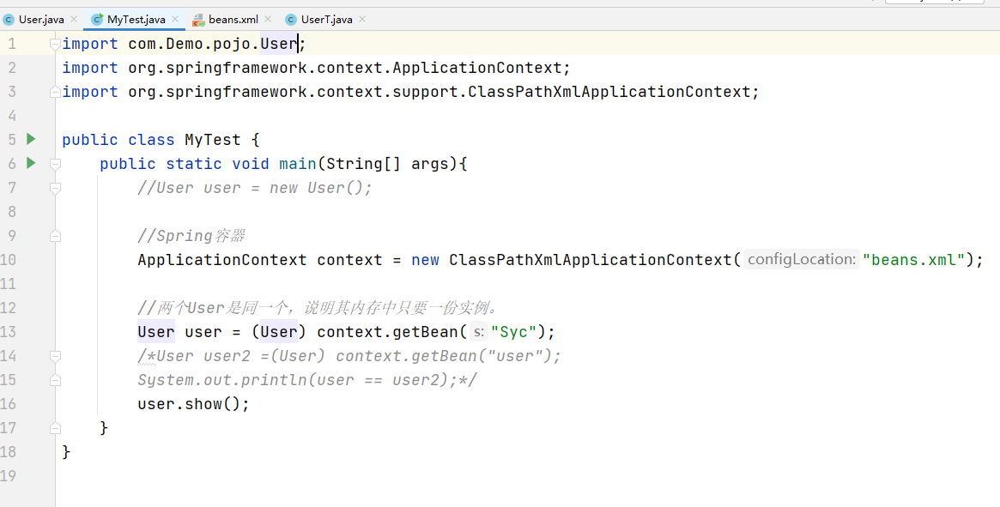 User.java MyTest.java beans.xml UserT.java
1 import com.Demo.pojo.User;
2 import org.springframework.context.ApplicationContext;
3 import org.springframework.context.support.ClassPathXmlApplicationContext;
4
5 public class MyTest {
6 public static void main(String[] args){
7 //User user = new User();
8
9 //Spring容器
10 ApplicationContext context = new ClassPathXmlApplicationContext( configLocation: "beans.xml");
11
12 //两个User是同一个，说明其内存中只要一份实例。
13 User user = (User) context.getBean( s: "Syc");
14 /*User user2 =(User) context.getBean("user");
15 System.out.println(user == user2);*/
16 user.show();
17 }
18 }
19